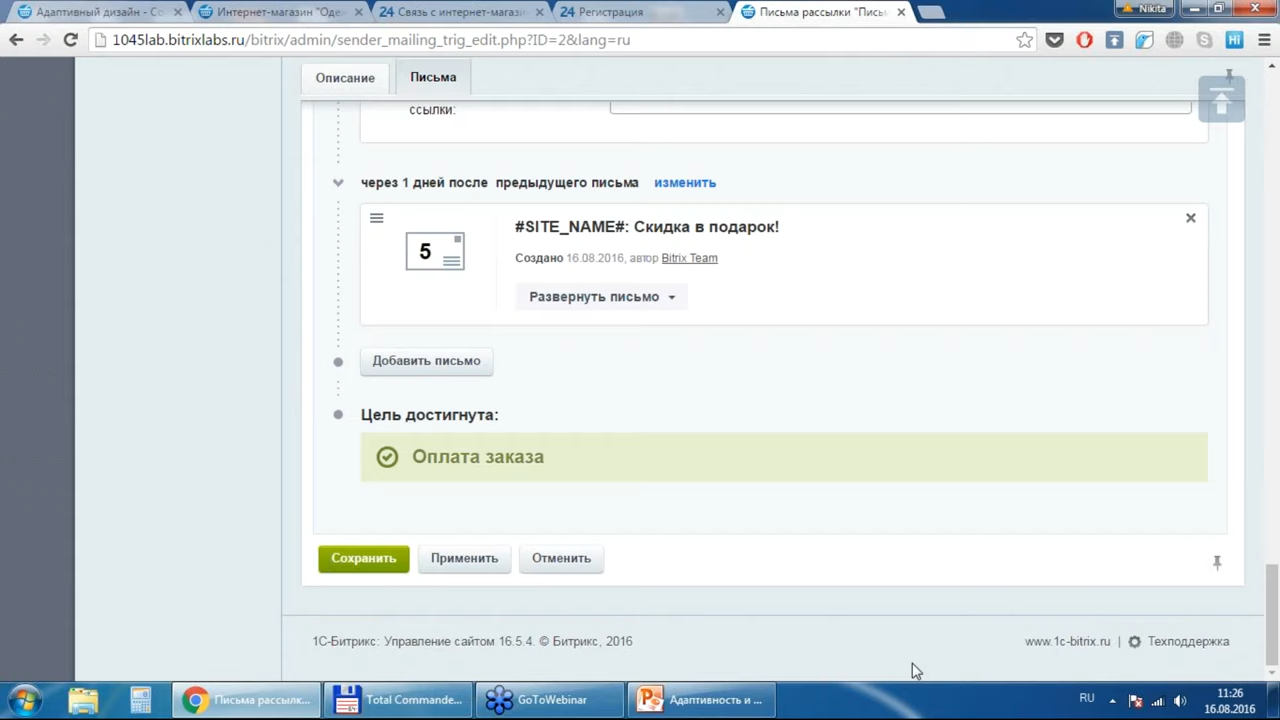 Адаптивный дизайн - Со
Интернет-магазин "Оде
24 Связь с интернет-магази
24 Регистрация
Письма рассылки "Пись
Nikita
1045lab.bitrixlabs.ru/bitrix/admin/sender_mailing_trig_edit.php?ID=2&lang=ru
Hi
Описание
Письма
ссылки:
через 1 дней после предыдущего письма изменить
5
#SITE_NAME#: Скидка в подарок!
Создано 16.08.2016, автор Bitrix Team
Развернуть письмо
Добавить письмо
Цель достигнута:
Оплата заказа
Сохранить
Применить
Отменить
1С-Битрикс: Управление сайтом 16.5.4. © Битрикс, 2016
www.1c-bitrix.ru | Техподдержка
Письма рассылк...
Total Commande...
GoToWebinar
Адаптивность и ...
RU
11:26
16.08.2016